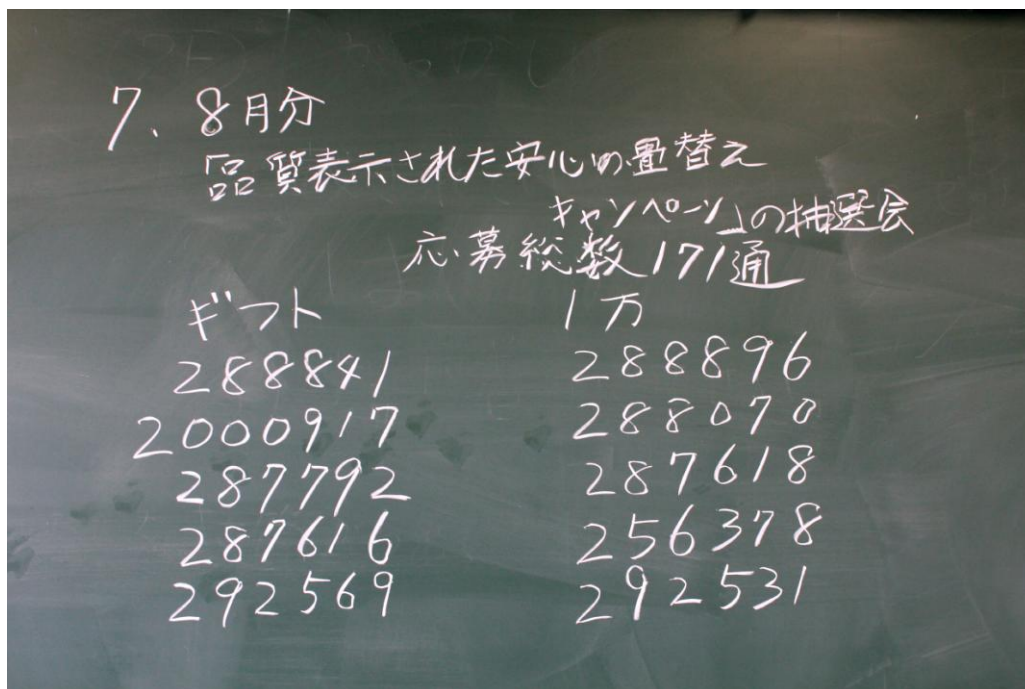 7、8月分
「品質表示された安心の畳替え
キャンペーン」の抽選会
応募総数171通
ギフト 1万
288841 288896
2000917 288070
287792 287618
287616 256378
292569 292531